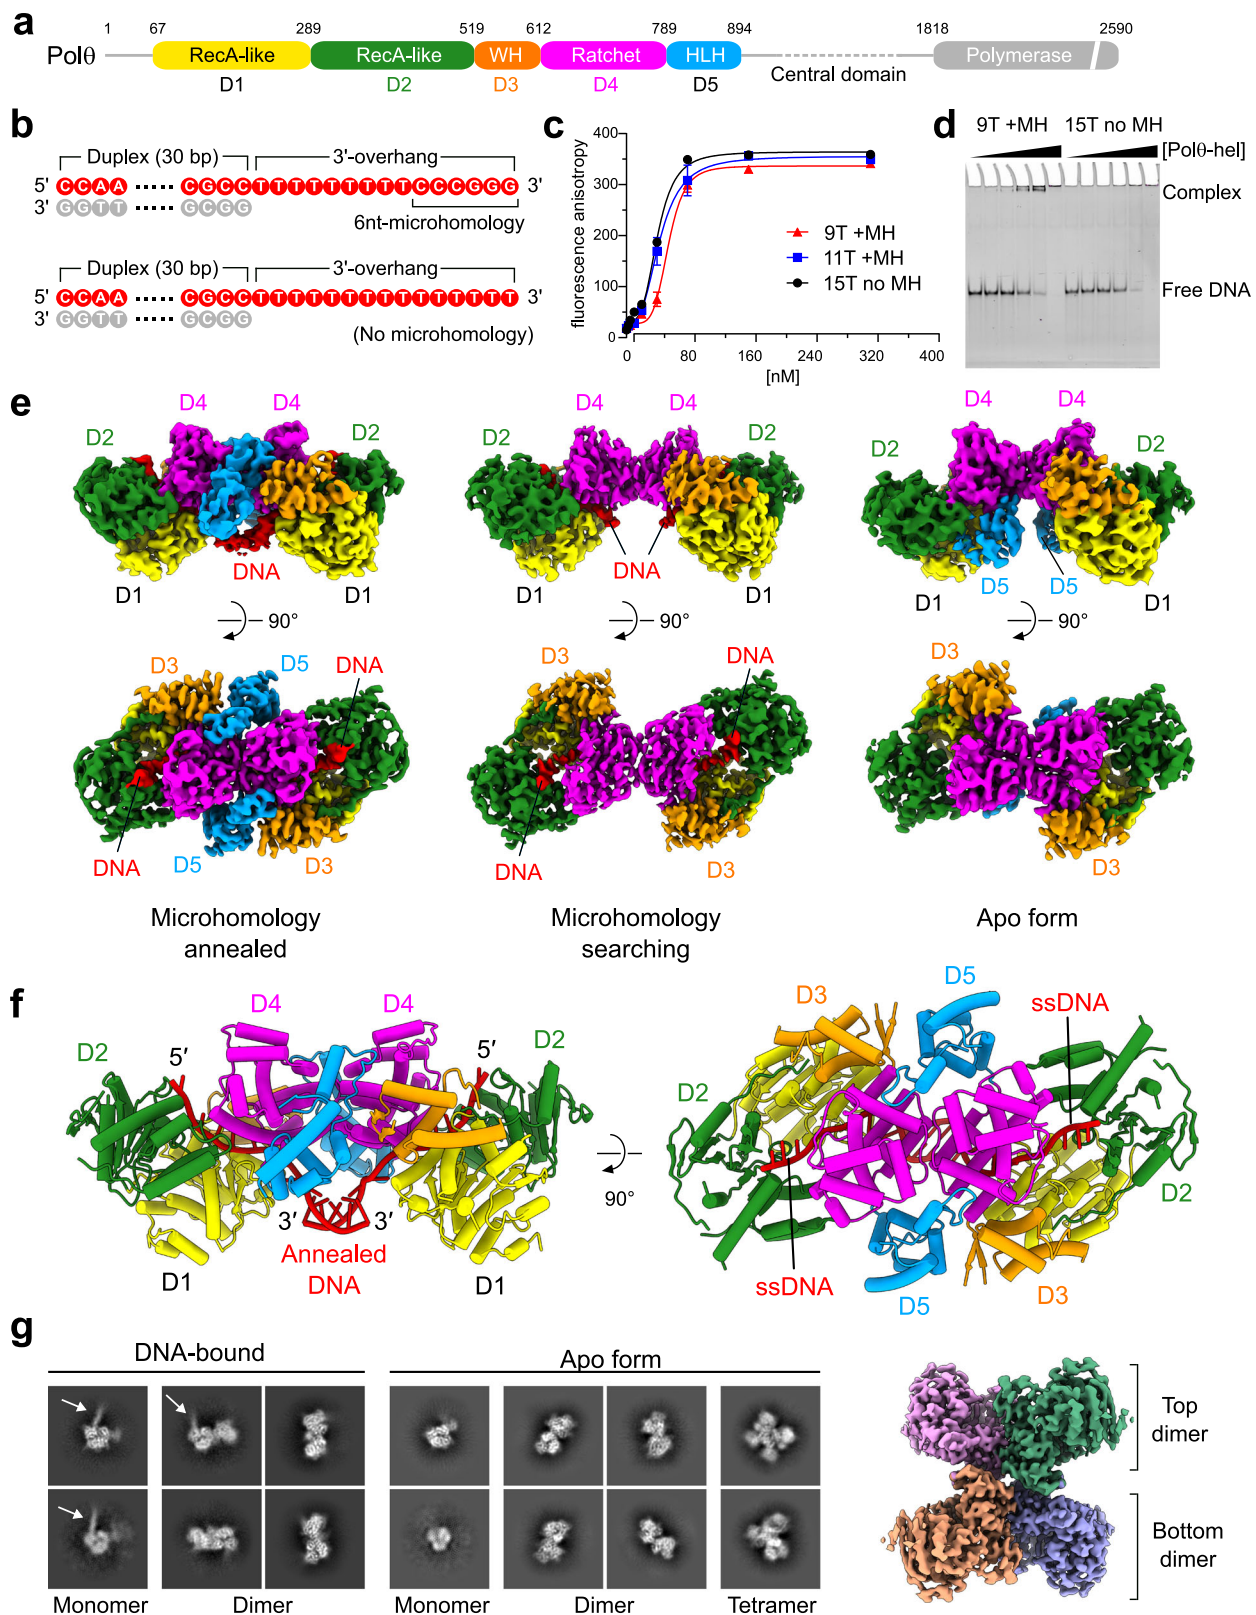 a
1 67 289 519 612 789 894 1818 2590
Polθ RecA-like RecA-like WH Ratchet HLH Polymerase
D1 D2 D3 D4 D5 Central domain
b
Duplex (30 bp) 3'-overhang
5' CCAA CGCCTTTTTTTTTCCCGGG 3'
3' GGTT GCGG
6nt-microhomology
Duplex (30 bp) 3'-overhang
5' CCAA CGCCTTTTTTTTTTTTTTT 3'
3' GGTT GCGG
(No microhomology)
c
fluorescence anisotropy
400
300
200
100
0
0 80 160 240 320 400
[nM]
9T +MH
11T +MH
15T no MH
d
9T +MH 15T no MH
[Polθ-hel]
Complex
Free DNA
e
D4 D4 D4 D4 D4 D4
D2 D2 D2 D2 D2 D2
DNA DNA D5 D5
D1 D1 D1 D1 D1 D1
90° 90° 90°
D3 D5 DNA D3 DNA D3
DNA D5 D3 DNA D3 D3
Microhomology
annealed
Microhomology
searching
Apo form
f
D4 D4
D2 5′ 5′ D2
3′ 3′
Annealed
DNA
D1 D1
90°
D3 D5 ssDNA
D2 D2
ssDNA D5 D3
g
DNA-bound Apo form
Monomer Dimer Monomer Dimer Tetramer
Top
dimer
Bottom
dimer